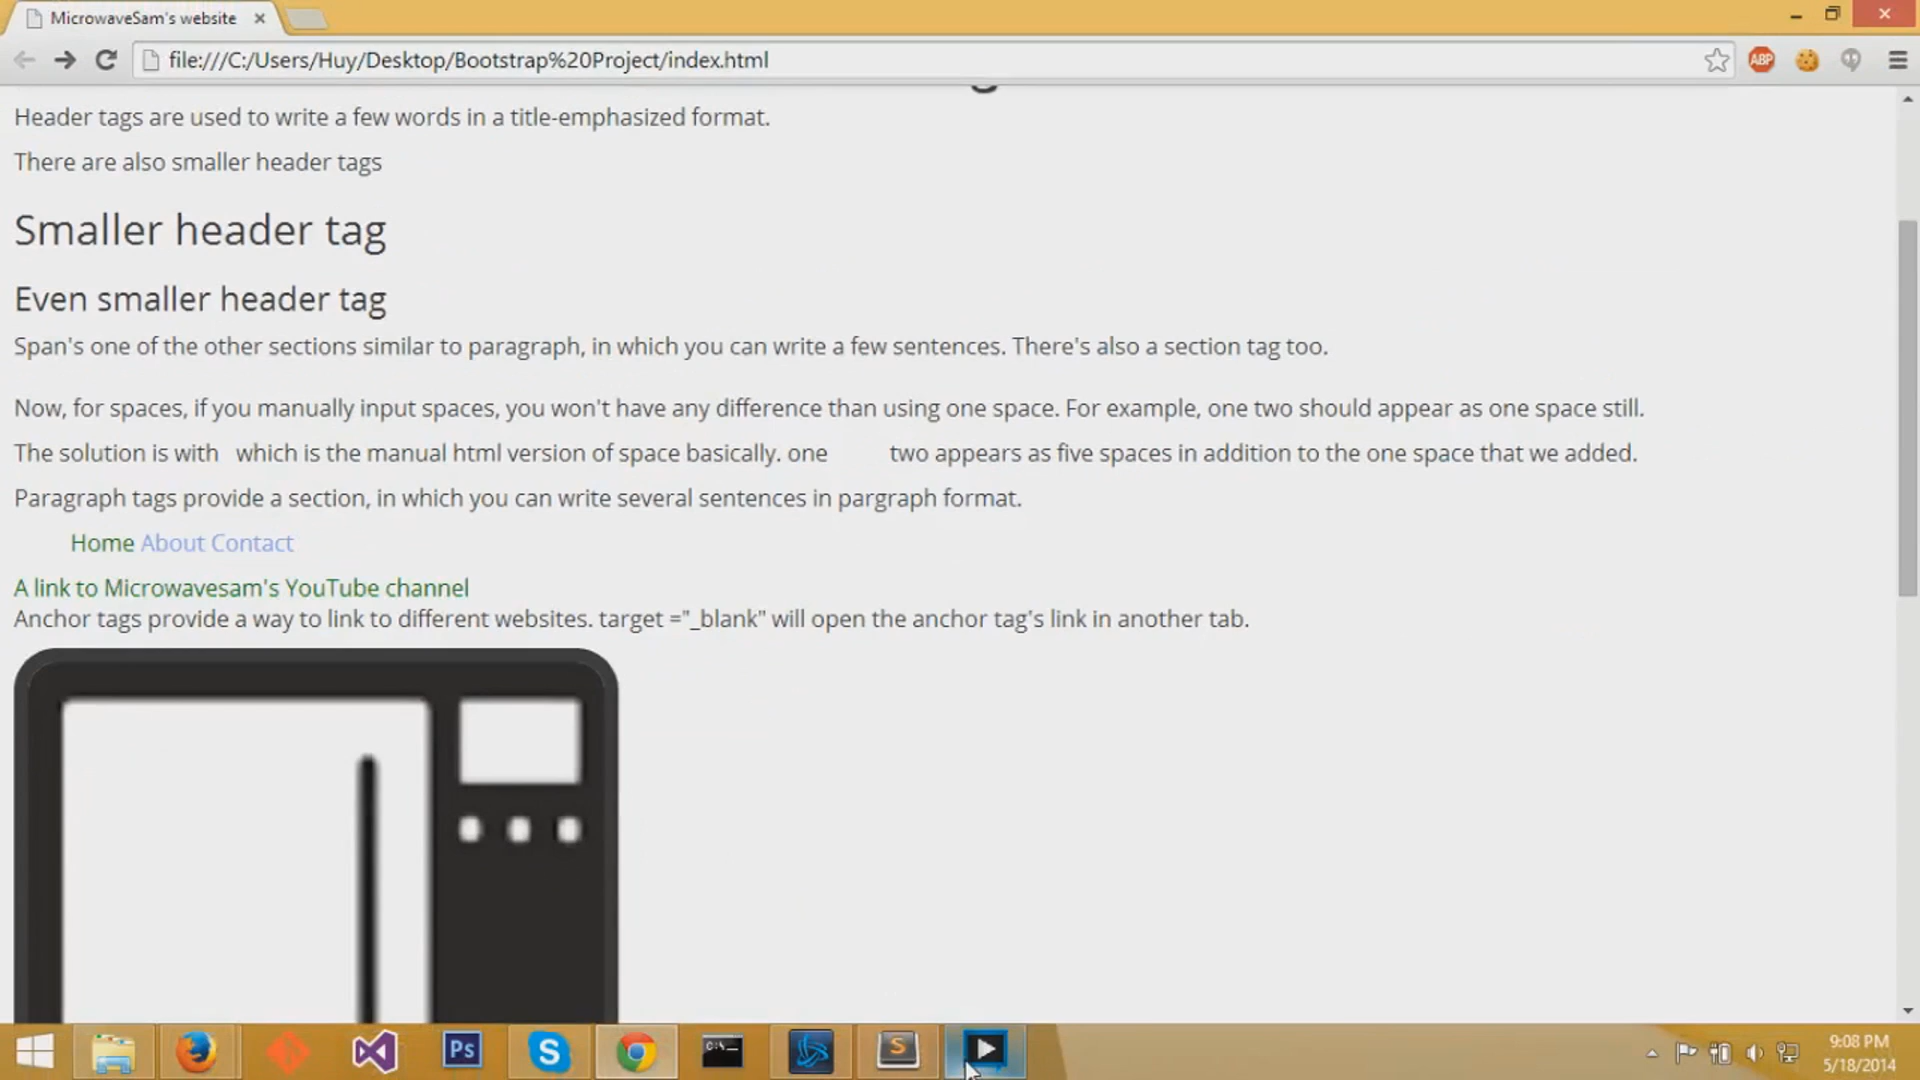 MicrowaveSam's website
file:///C:/Users/Huy/Desktop/Bootstrap%20Project/index.html
ABP
Header tags are used to write a few words in a title-emphasized format.
There are also smaller header tags
Smaller header tag
Even smaller header tag
Span's one of the other sections similar to paragraph, in which you can write a few sentences. There's also a section tag too.
Now, for spaces, if you manually input spaces, you won't have any difference than using one space. For example, one two should appear as one space still.
The solution is with   which is the manual html version of space basically. one      two appears as five spaces in addition to the one space that we added.
Paragraph tags provide a section, in which you can write several sentences in pargraph format.
Home About Contact
A link to Microwavesam's YouTube channel
Anchor tags provide a way to link to different websites. target ="_blank" will open the anchor tag's link in another tab.
Ps
S
C:\_
S
9:08 PM
5/18/2014